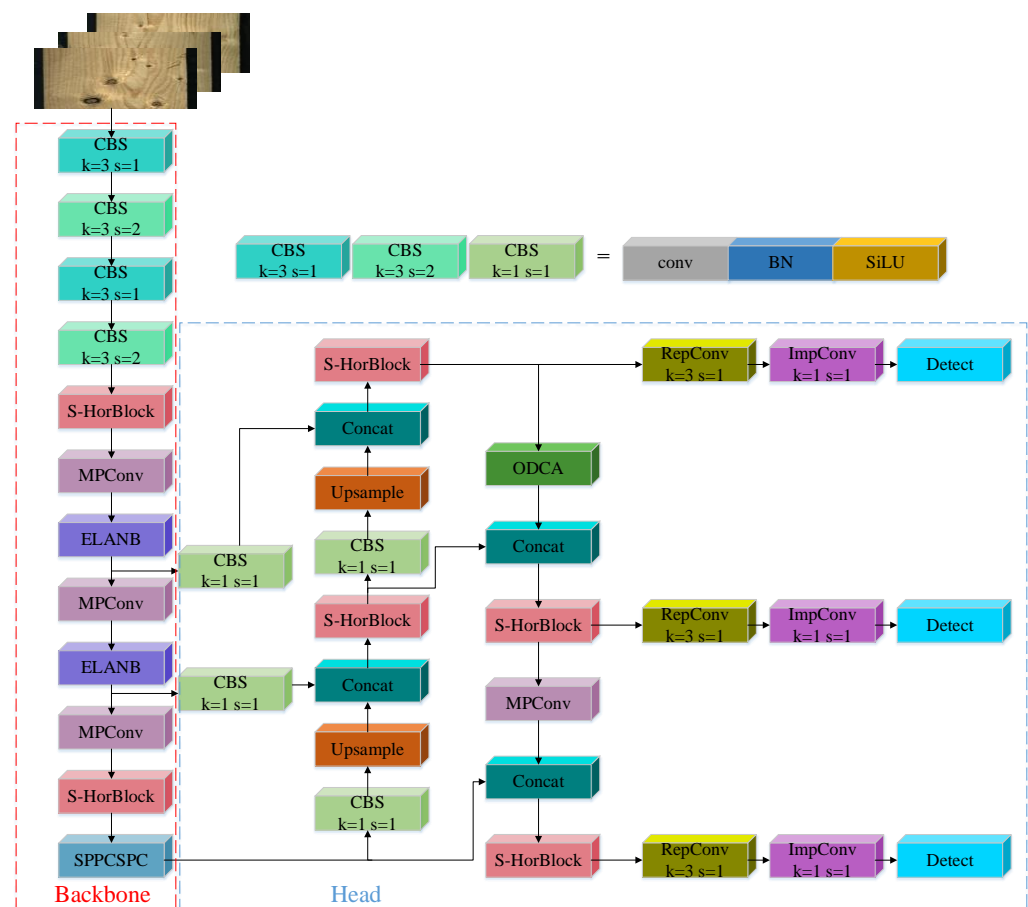 CBS
k=3 s=1
CBS
k=3 s=2
CBS
k=3 s=1
CBS
k=3 s=2
S-HorBlock
MPConv
ELANB
MPConv
ELANB
MPConv
S-HorBlock
SPPCSPC
Backbone
CBS
k=3 s=1
CBS
k=3 s=2
CBS
k=1 s=1
=
conv
BN
SiLU
CBS
k=1 s=1
CBS
k=1 s=1
S-HorBlock
Concat
Upsample
CBS
k=1 s=1
S-HorBlock
Concat
Upsample
CBS
k=1 s=1
ODCA
Concat
S-HorBlock
MPConv
Concat
S-HorBlock
RepConv
k=3 s=1
ImpConv
k=1 s=1
Detect
RepConv
k=3 s=1
ImpConv
k=1 s=1
Detect
RepConv
k=3 s=1
ImpConv
k=1 s=1
Detect
Head